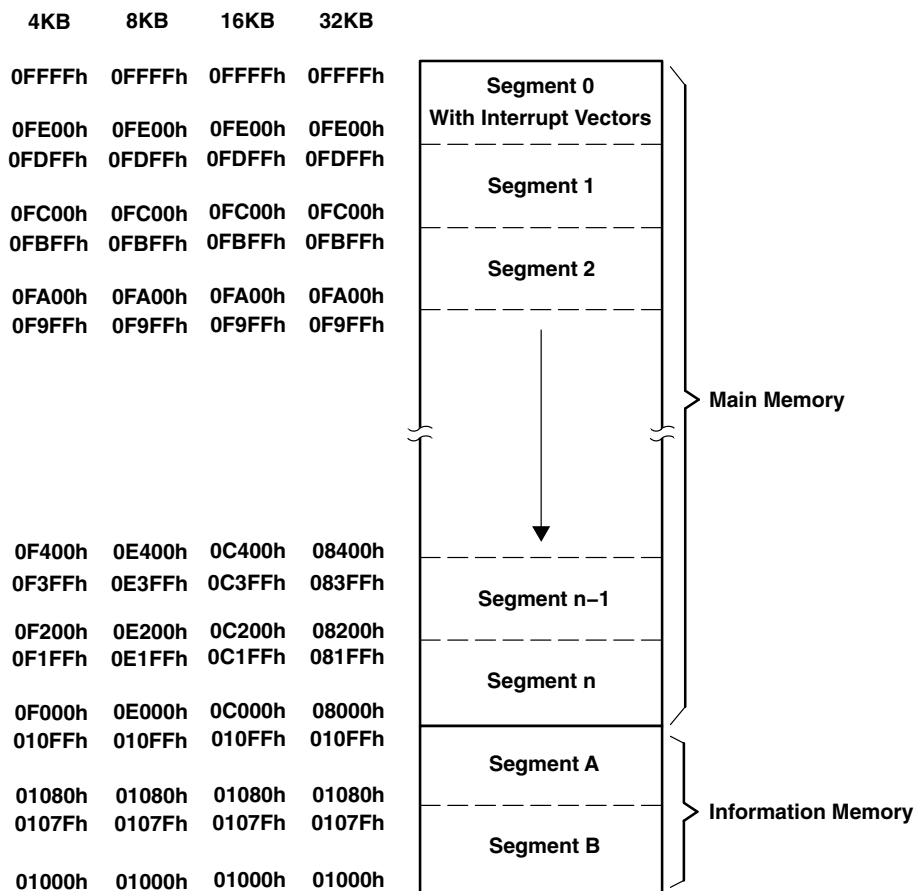 4KB 8KB 16KB 32KB
0FFFFh 0FFFFh 0FFFFh 0FFFFh
Segment 0
With Interrupt Vectors
0FE00h 0FE00h 0FE00h 0FE00h
0FDFFh 0FDFFh 0FDFFh 0FDFFh
Segment 1
0FC00h 0FC00h 0FC00h 0FC00h
0FBFFh 0FBFFh 0FBFFh 0FBFFh
Segment 2
0FA00h 0FA00h 0FA00h 0FA00h
0F9FFh 0F9FFh 0F9FFh 0F9FFh
Main Memory
0F400h 0E400h 0C400h 08400h
0F3FFh 0E3FFh 0C3FFh 083FFh
Segment n−1
0F200h 0E200h 0C200h 08200h
0F1FFh 0E1FFh 0C1FFh 081FFh
Segment n
0F000h 0E000h 0C000h 08000h
010FFh 010FFh 010FFh 010FFh
Segment A
01080h 01080h 01080h 01080h
0107Fh 0107Fh 0107Fh 0107Fh
Information Memory
Segment B
01000h 01000h 01000h 01000h